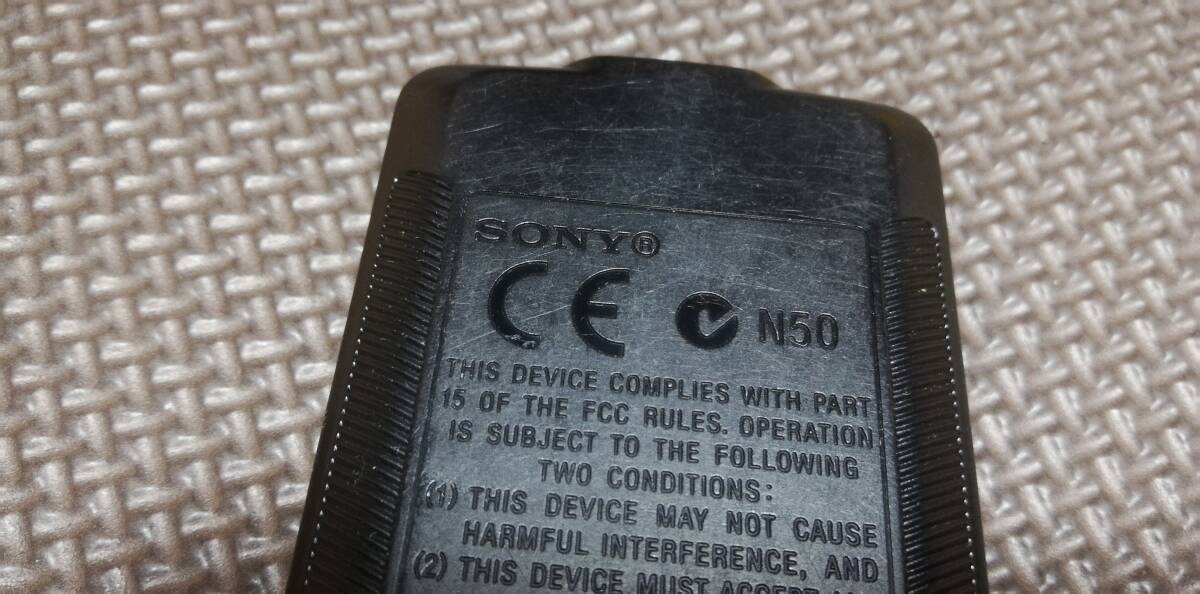 SONY®
CE N50
THIS DEVICE COMPLIES WITH PART
15 OF THE FCC RULES. OPERATION
IS SUBJECT TO THE FOLLOWING
TWO CONDITIONS:
(1) THIS DEVICE MAY NOT CAUSE
HARMFUL INTERFERENCE, AND
(2) THIS DEVICE MUST ACCEPT